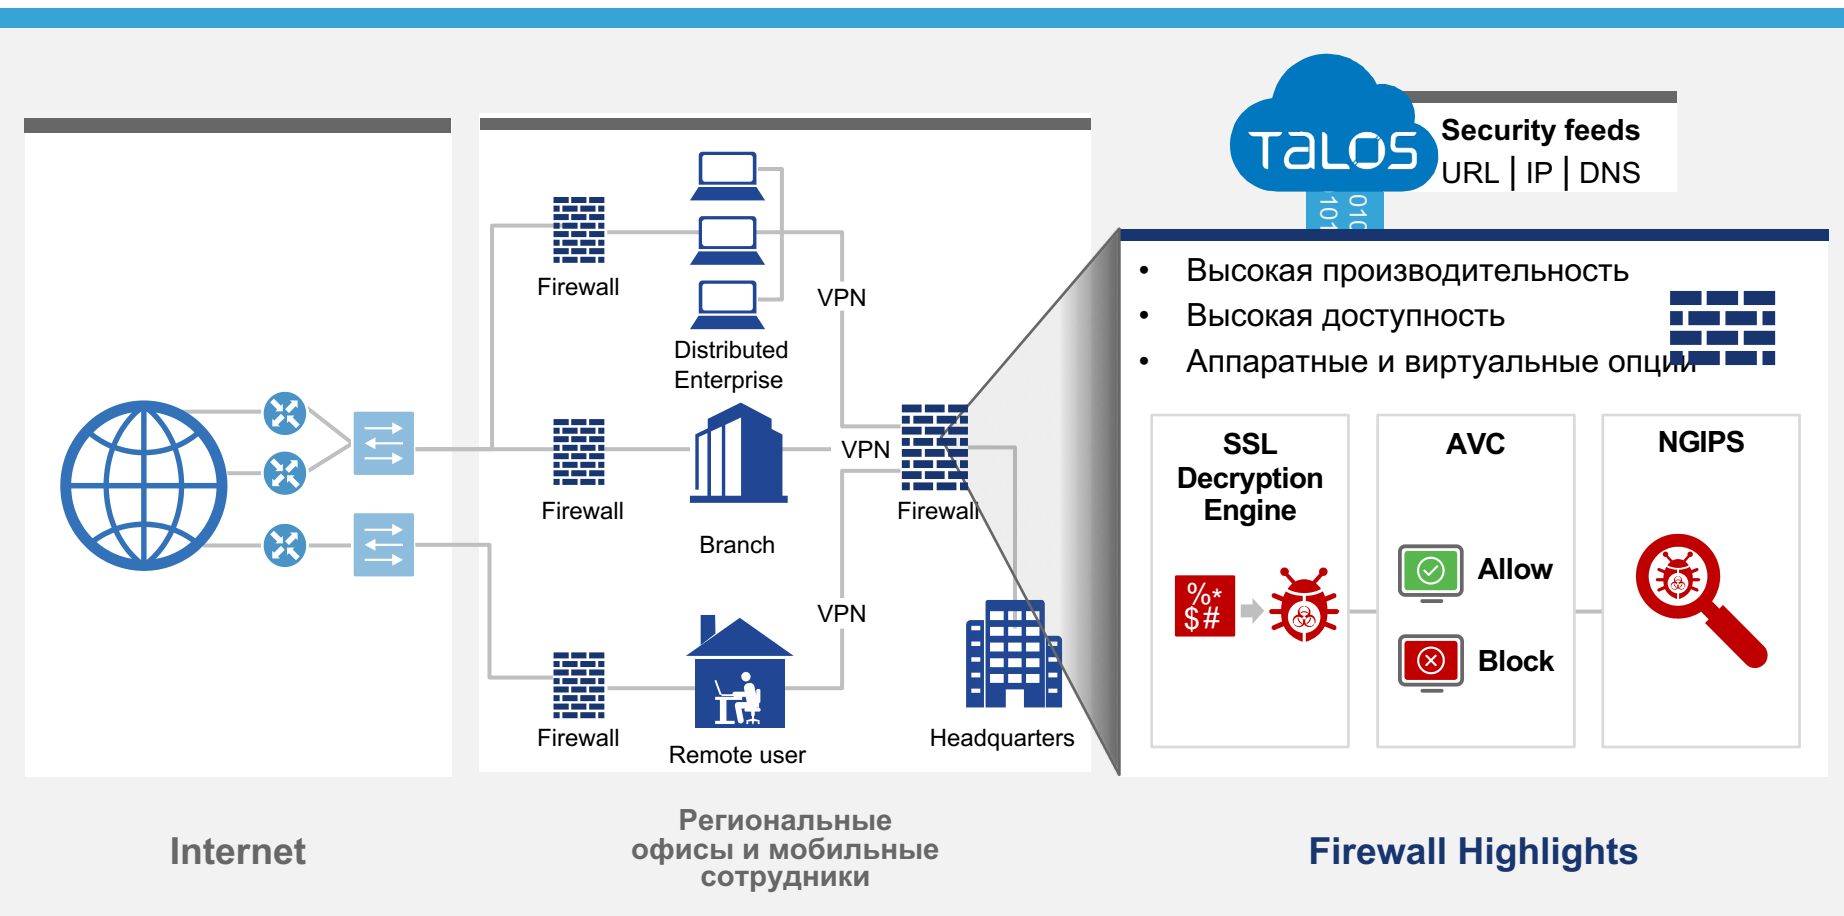 TALOS
Security feeds
URL | IP | DNS
010
101
Firewall
Distributed
Enterprise
VPN
Firewall
Branch
VPN
Firewall
Firewall
Remote user
VPN
Headquarters
• Высокая производительность
• Высокая доступность
• Аппаратные и виртуальные опции
SSL
Decryption
Engine
%*
$#
AVC
Allow
Block
NGIPS
Internet
Региональные
офисы и мобильные
сотрудники
Firewall Highlights